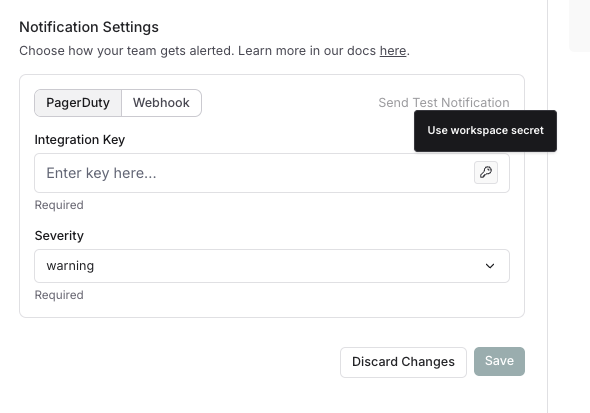 Notification Settings
Choose how your team gets alerted. Learn more in our docs here.
PagerDuty Webhook Send Test Notification
Use workspace secret
Integration Key
Enter key here...
Required
Severity
warning
Required
Discard Changes Save